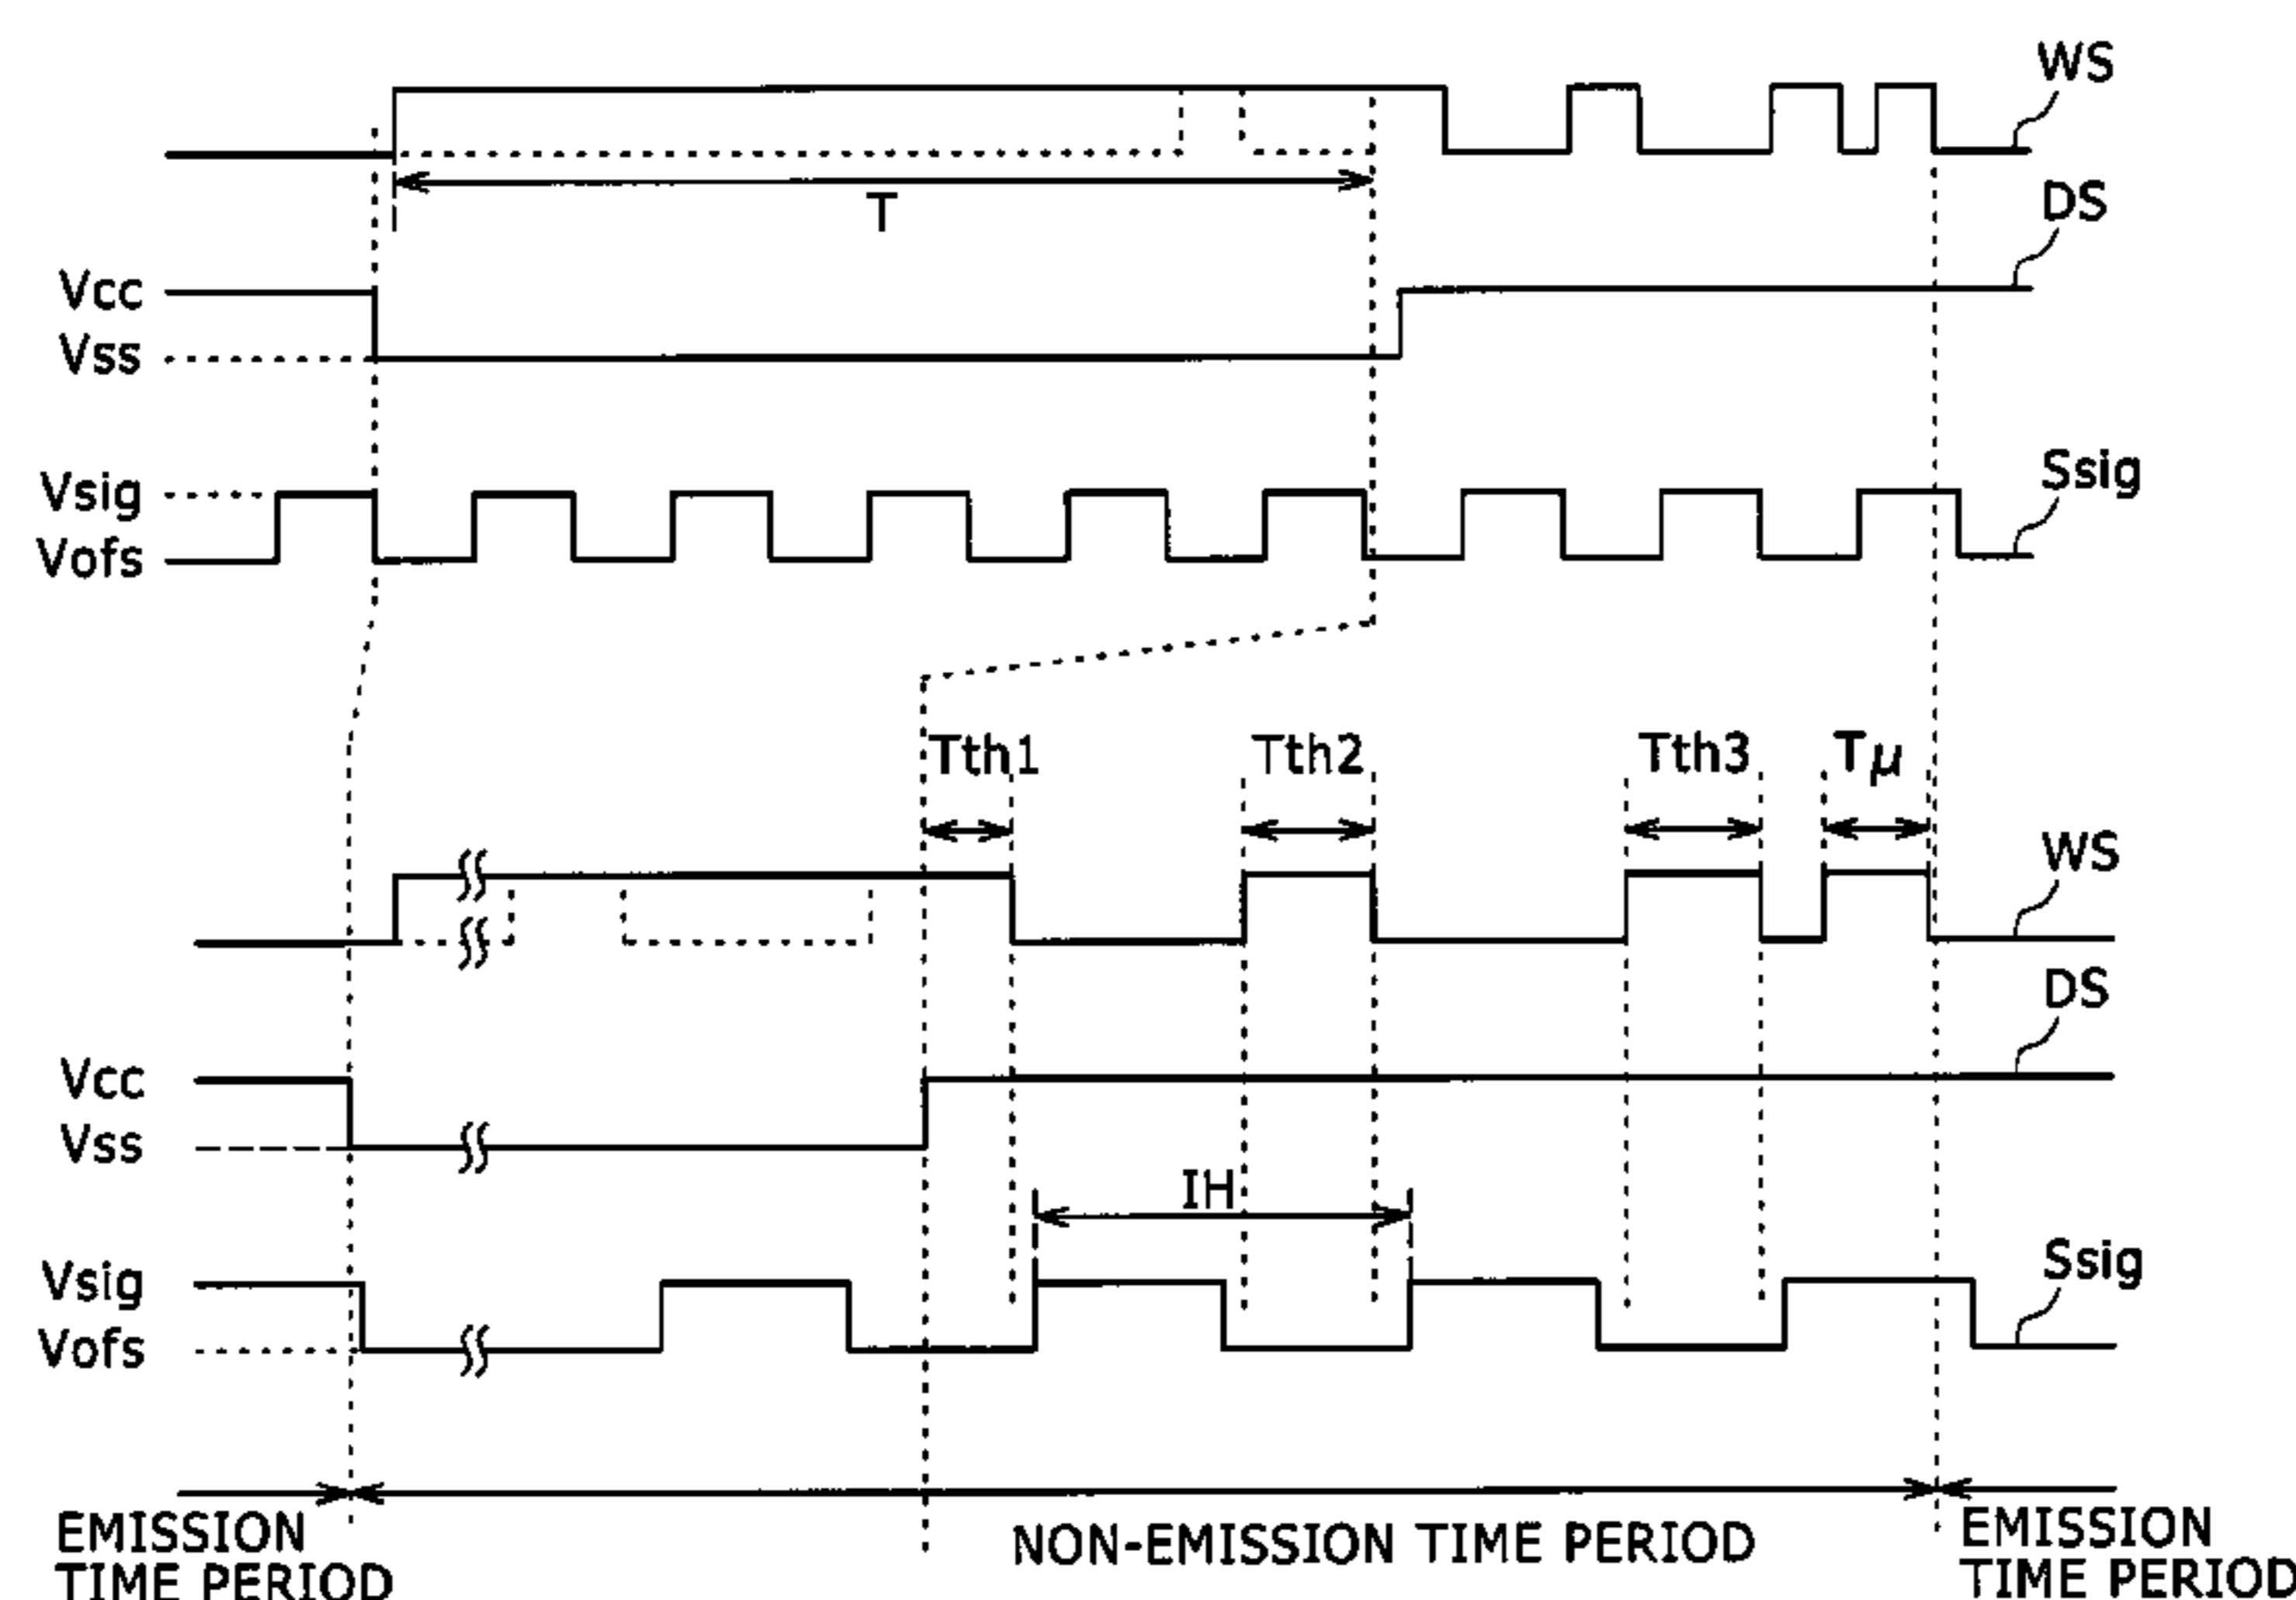 WS
T
DS
Vcc
Vss
Ssig
Vsig
Vofs
Tth1 Tth2 Tth3 Tμ
WS
DS
Vcc
Vss
IH
Ssig
Vsig
Vofs
EMISSION
TIME PERIOD
NON-EMISSION TIME PERIOD
EMISSION
TIME PERIOD